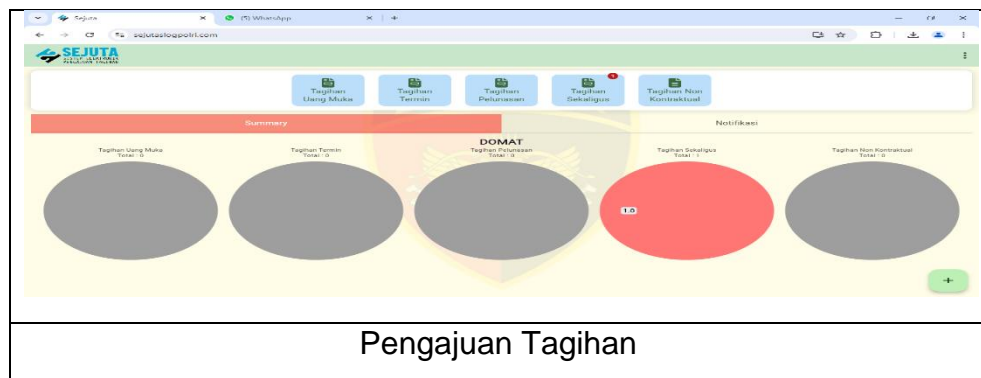 Sejuta
(5) WhatsApp
sejutaslogpolri.com
SEJUTA
Tagihan
Uang Muka
Tagihan
Termin
Tagihan
Pelunasan
Tagihan
Sekaligus
Tagihan Non
Kontraktual
Summary
Notifikasi
DOMAT
Tagihan Uang Muka
Total : 0
Tagihan Termin
Total : 0
Tagihan Pelunasan
Total : 0
Tagihan Sekaligus
Total : 1
Tagihan Non Kontraktual
Total : 0
1.0
Pengajuan Tagihan